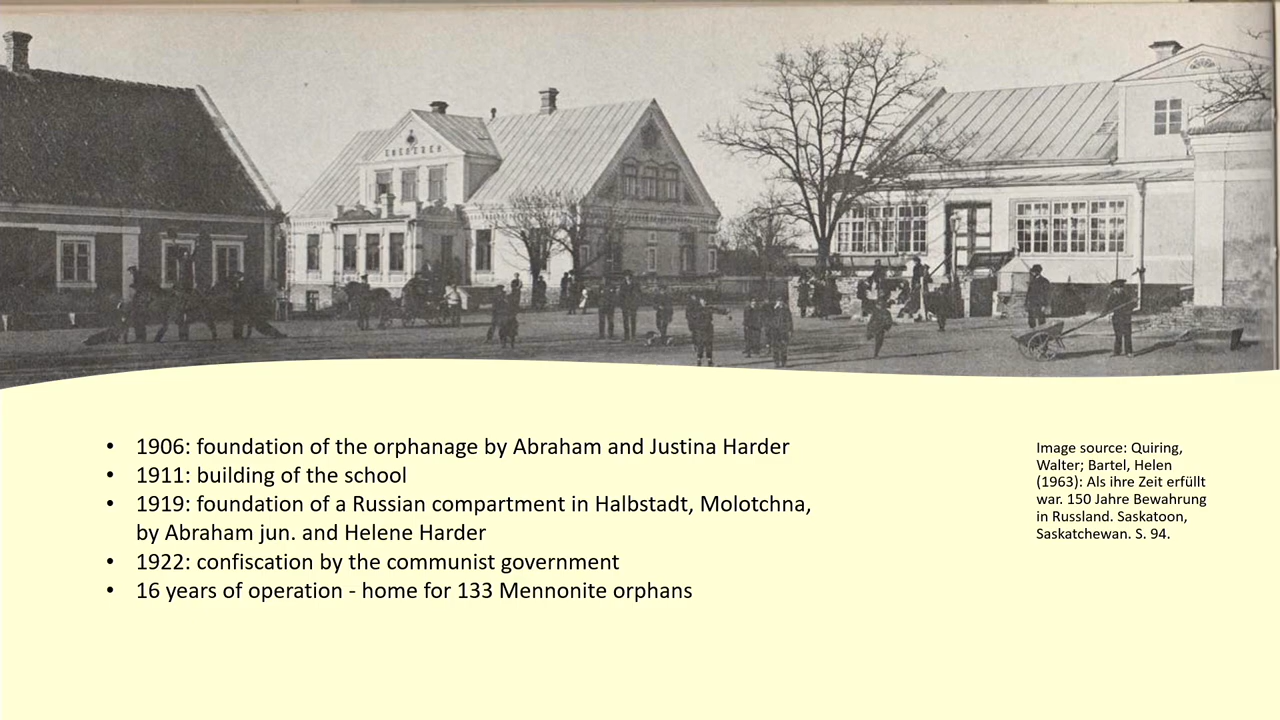 • 1906: foundation of the orphanage by Abraham and Justina Harder
• 1911: building of the school
• 1919: foundation of a Russian compartment in Halbstadt, Molotchna,
by Abraham jun. and Helene Harder
• 1922: confiscation by the communist government
• 16 years of operation - home for 133 Mennonite orphans
Image source: Quiring,
Walter; Bartel, Helen
(1963): Als ihre Zeit erfüllt
war. 150 Jahre Bewahrung
in Russland. Saskatoon,
Saskatchewan. S. 94.